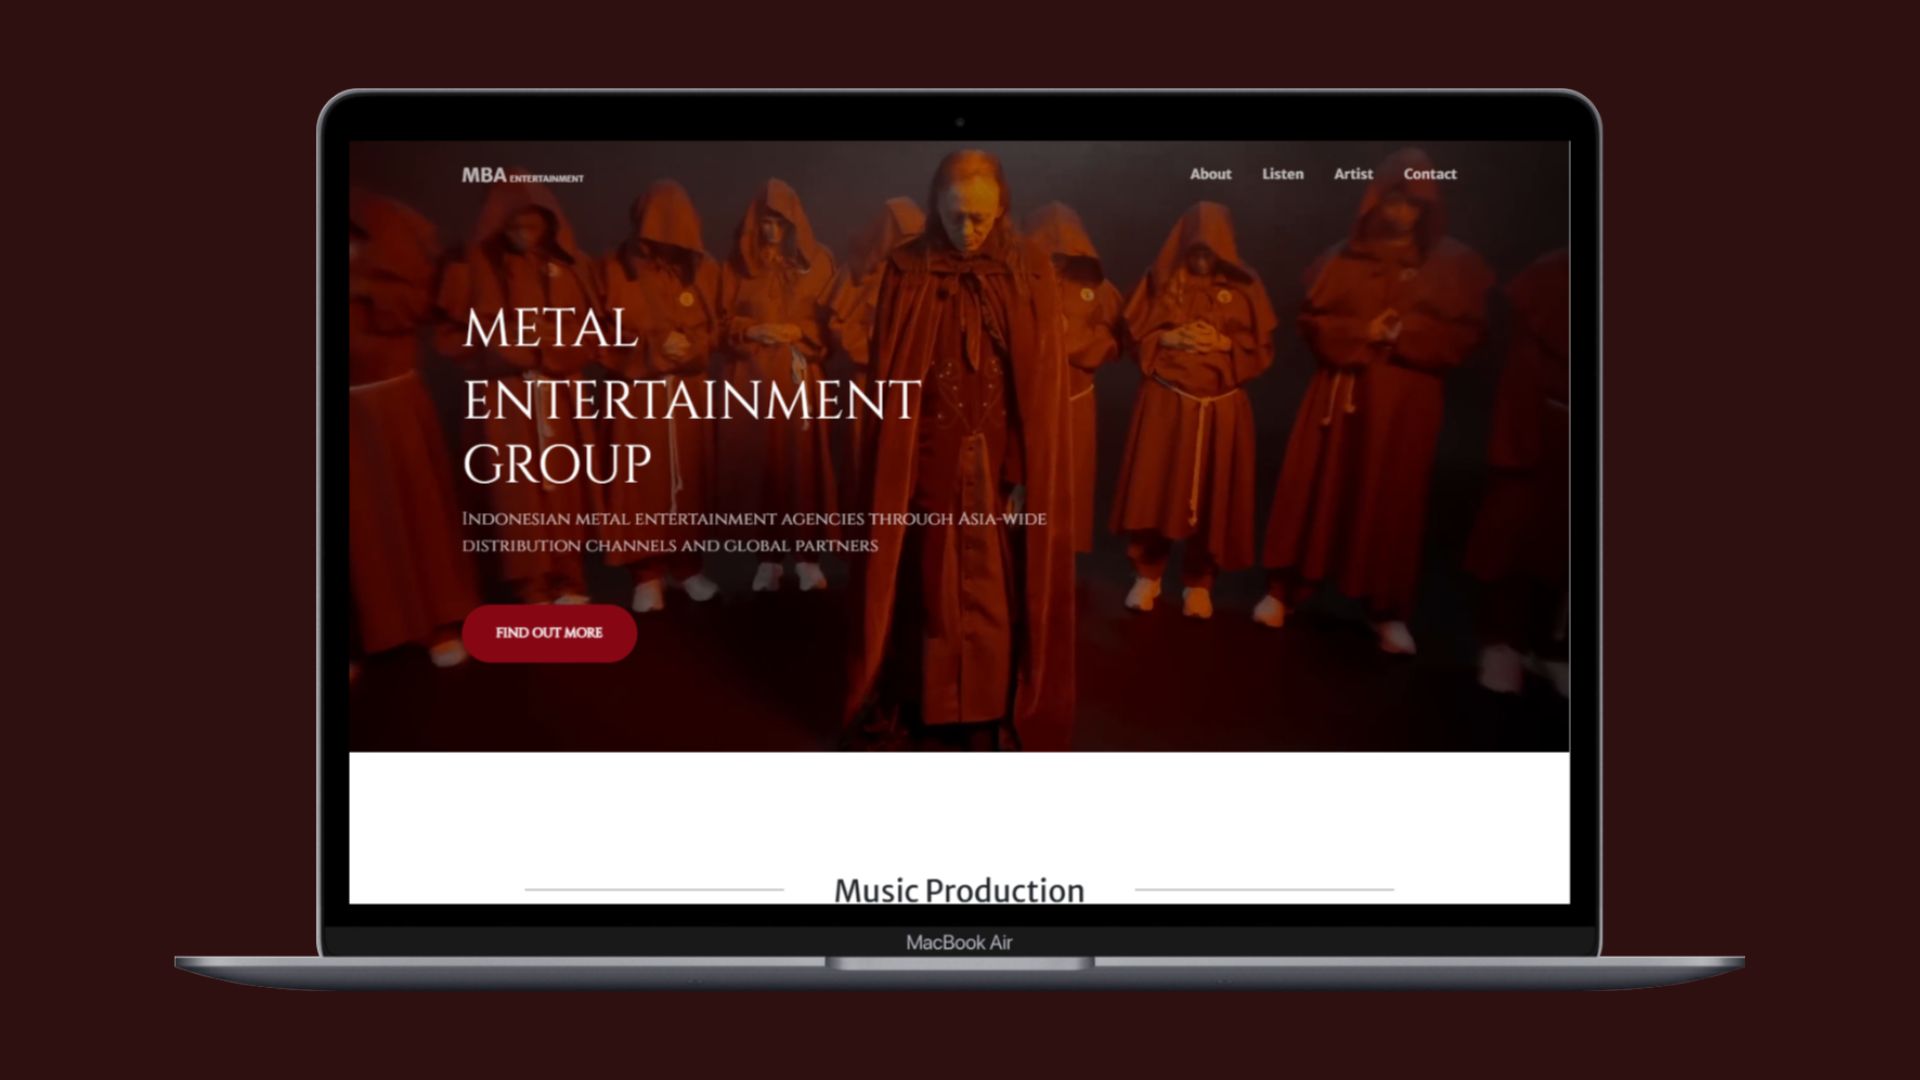 MBA ENTERTAINMENT
About Listen Artist Contact
METAL
ENTERTAINMENT
GROUP
INDONESIAN METAL ENTERTAINMENT AGENCIES THROUGH ASIA-WIDE
DISTRIBUTION CHANNELS AND GLOBAL PARTNERS
FIND OUT MORE
Music Production
MacBook Air